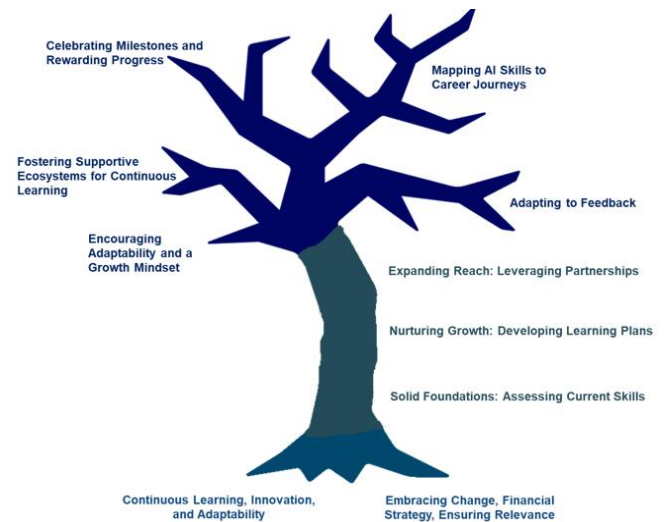 Celebrating Milestones and
Rewarding Progress
Mapping AI Skills to
Career Journeys
Fostering Supportive
Ecosystems for Continuous
Learning
Adapting to Feedback
Encouraging
Adaptability and a
Growth Mindset
Expanding Reach: Leveraging Partnerships
Nurturing Growth: Developing Learning Plans
Solid Foundations: Assessing Current Skills
Continuous Learning, Innovation,
and Adaptability
Embracing Change, Financial
Strategy, Ensuring Relevance